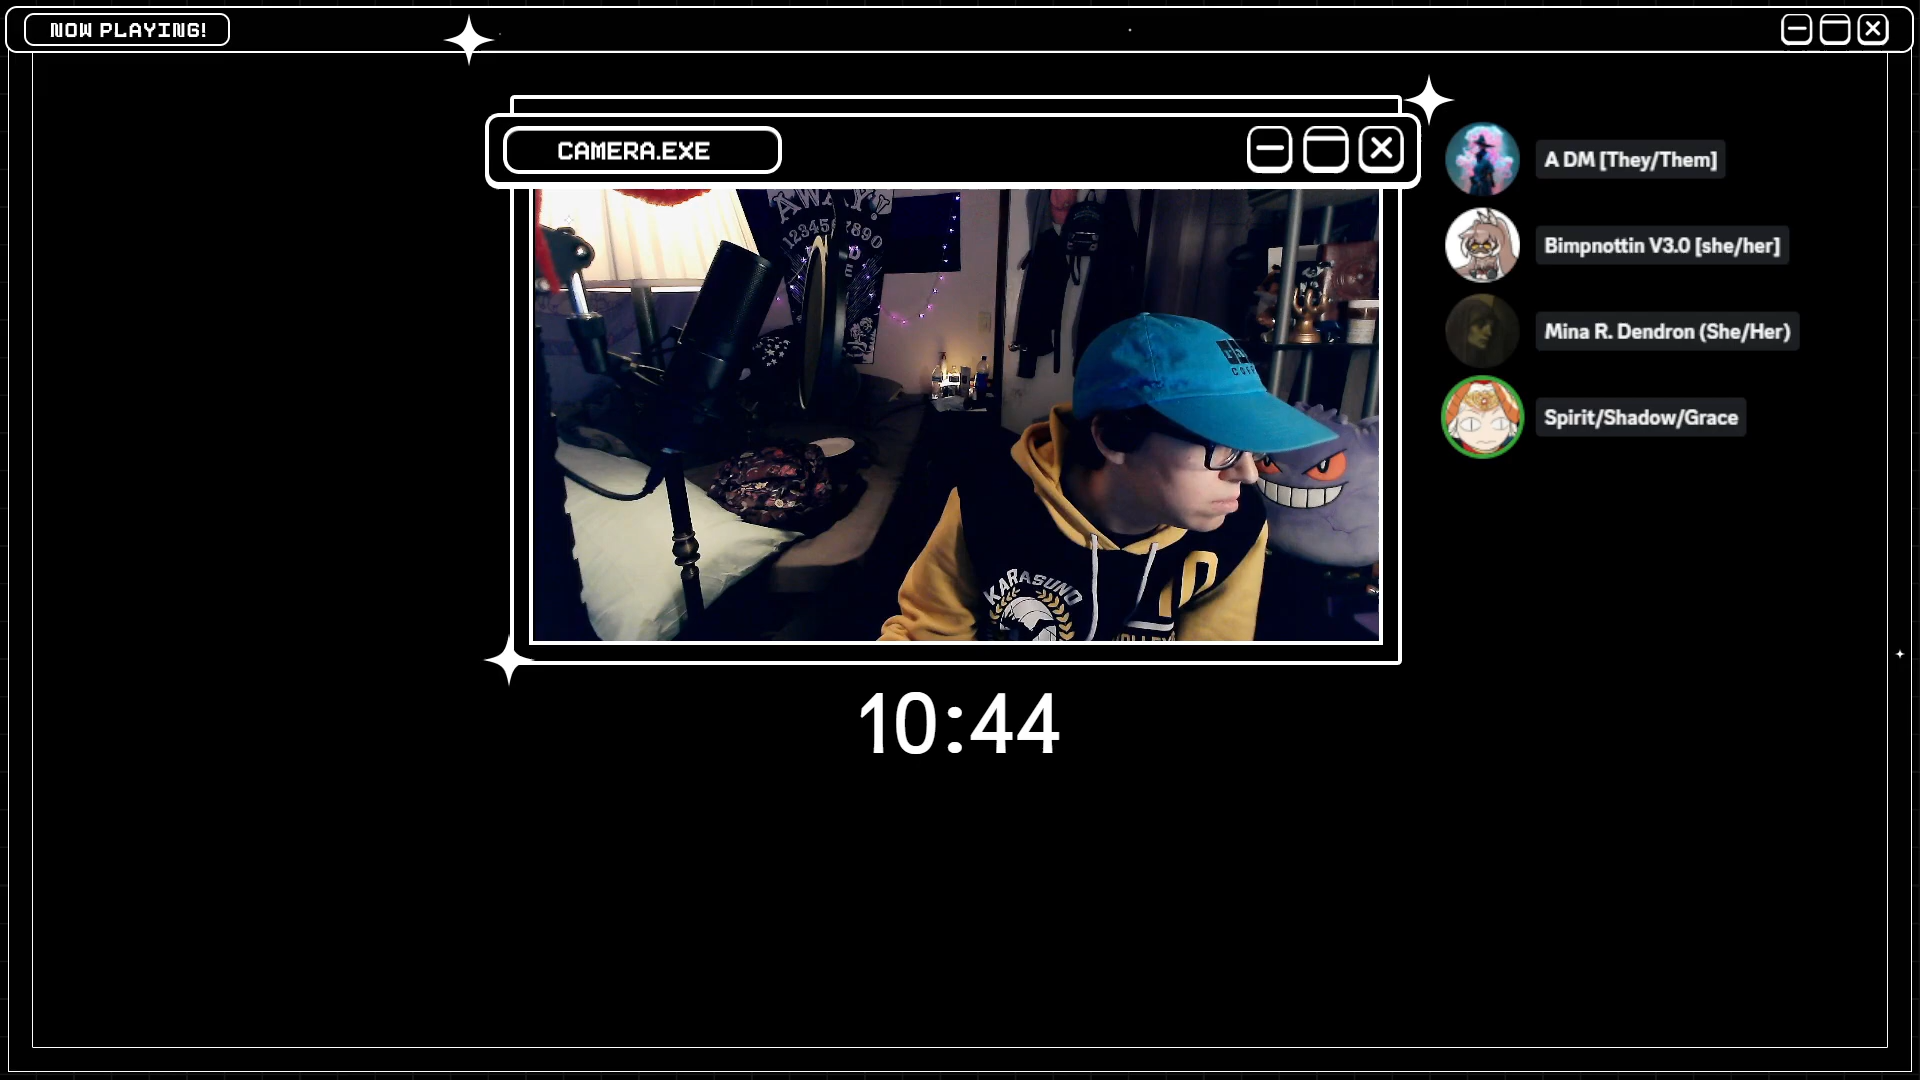 NOW PLAYING!
CAMERA.EXE
A DM [They/Them]
Bimpnottin V3.0 [she/her]
Mina R. Dendron (She/Her)
Spirit/Shadow/Grace
KARASUNO
10:44